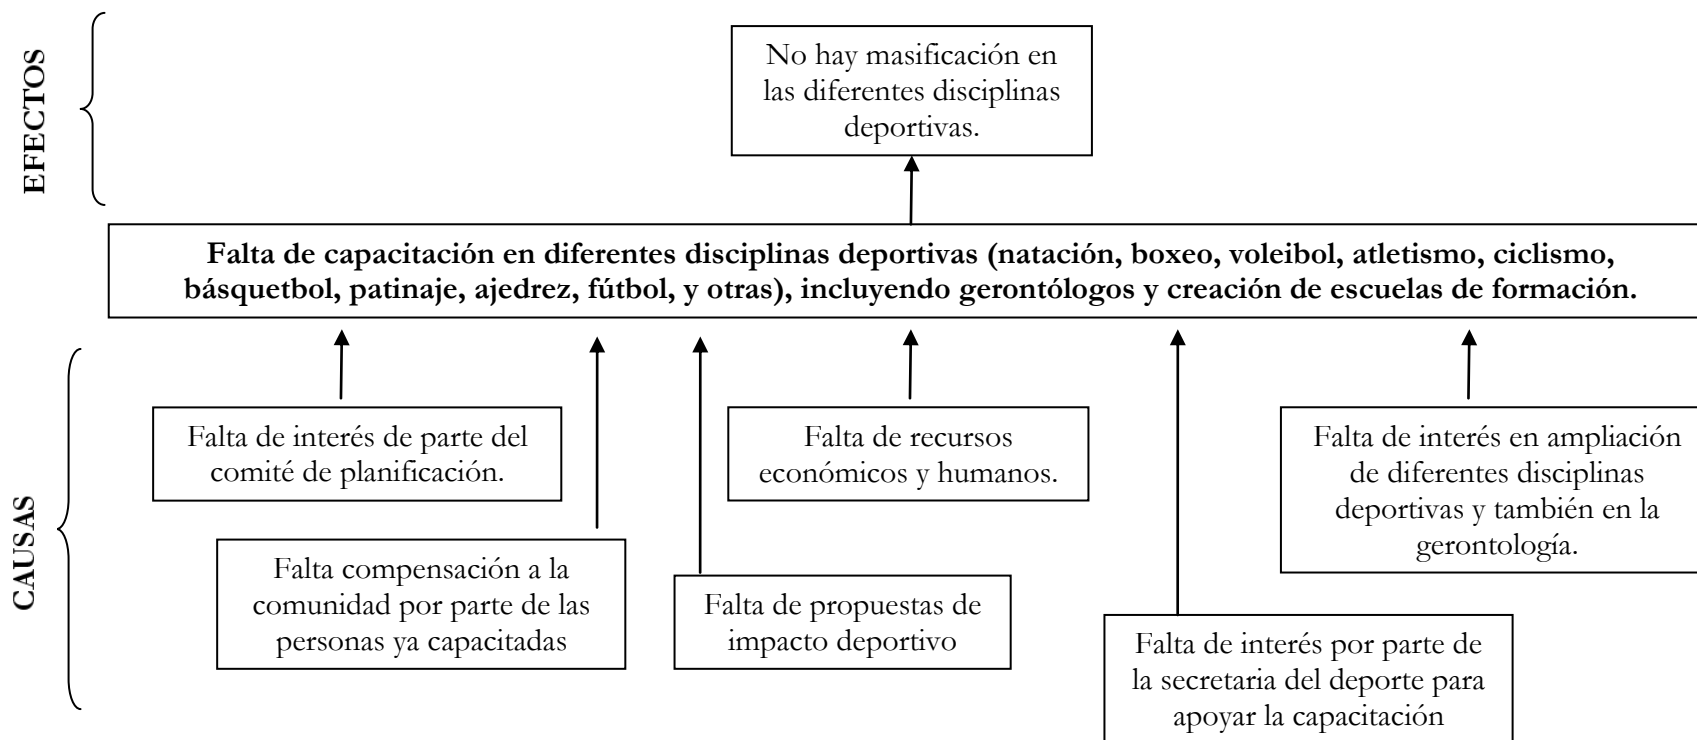 EFECTOS
No hay masificación en
las diferentes disciplinas
deportivas.
Falta de capacitación en diferentes disciplinas deportivas (natación, boxeo, voleibol, atletismo, ciclismo,
básquetbol, patinaje, ajedrez, fútbol, y otras), incluyendo gerontólogos y creación de escuelas de formación.
CAUSAS
Falta de interés de parte del
comité de planificación.
Falta de recursos
económicos y humanos.
Falta de interés en ampliación
de diferentes disciplinas
deportivas y también en la
gerontología.
Falta compensación a la
comunidad por parte de las
personas ya capacitadas
Falta de propuestas de
impacto deportivo
Falta de interés por parte de
la secretaria del deporte para
apoyar la capacitación